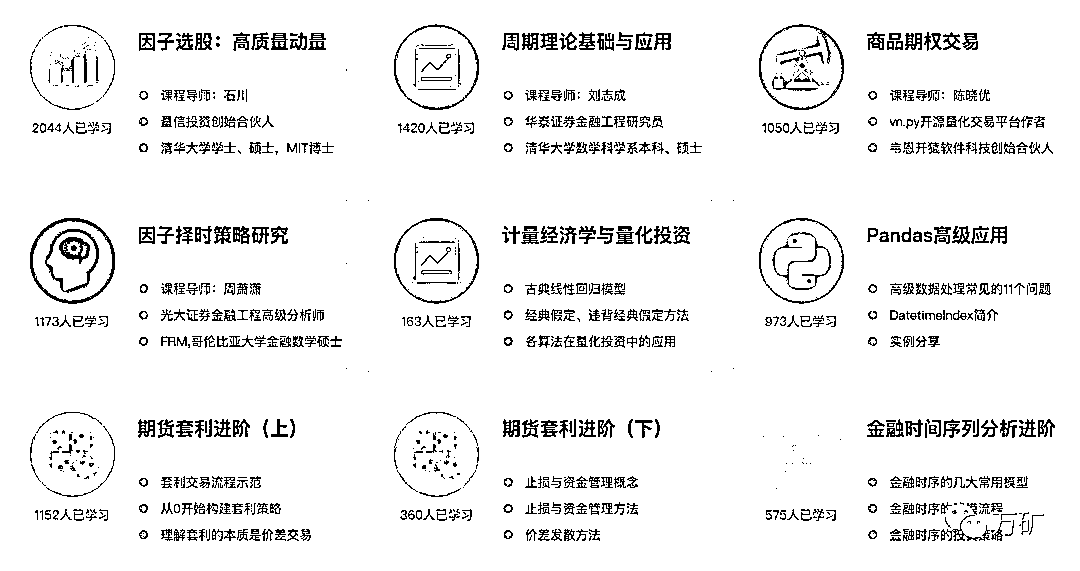 因子选股：高质量动量
课程导师：石川
量信投资创始合伙人
清华大学学士、硕士，MIT博士
2044人已学习
周期理论基础与应用
课程导师：刘志成
华泰证券金融工程研究员
清华大学数学科学系本科、硕士
1420人已学习
商品期权交易
课程导师：陈晓优
vn.py开源量化交易平台作者
韦恩开源软件科技创始合伙人
1050人已学习
因子择时策略研究
课程导师：周萧潇
光大证券金融工程高级分析师
FRM,哥伦比亚大学金融数学硕士
1173人已学习
计量经济学与量化投资
古典线性回归模型
经典假定、违背经典假定方法
各算法在量化投资中的应用
163人已学习
Pandas高级应用
高级数据处理常见的11个问题
DatetimeIndex简介
实例分享
973人已学习
期货套利进阶（上）
套利交易流程示范
从0开始构建套利策略
理解套利的本质是价差交易
1152人已学习
期货套利进阶（下）
止损与资金管理概念
止损与资金管理方法
价差发散方法
360人已学习
金融时间序列分析进阶
金融时序的几大常用模型
金融时序的 流程
金融时序的投 策略
575人已学习
万矿